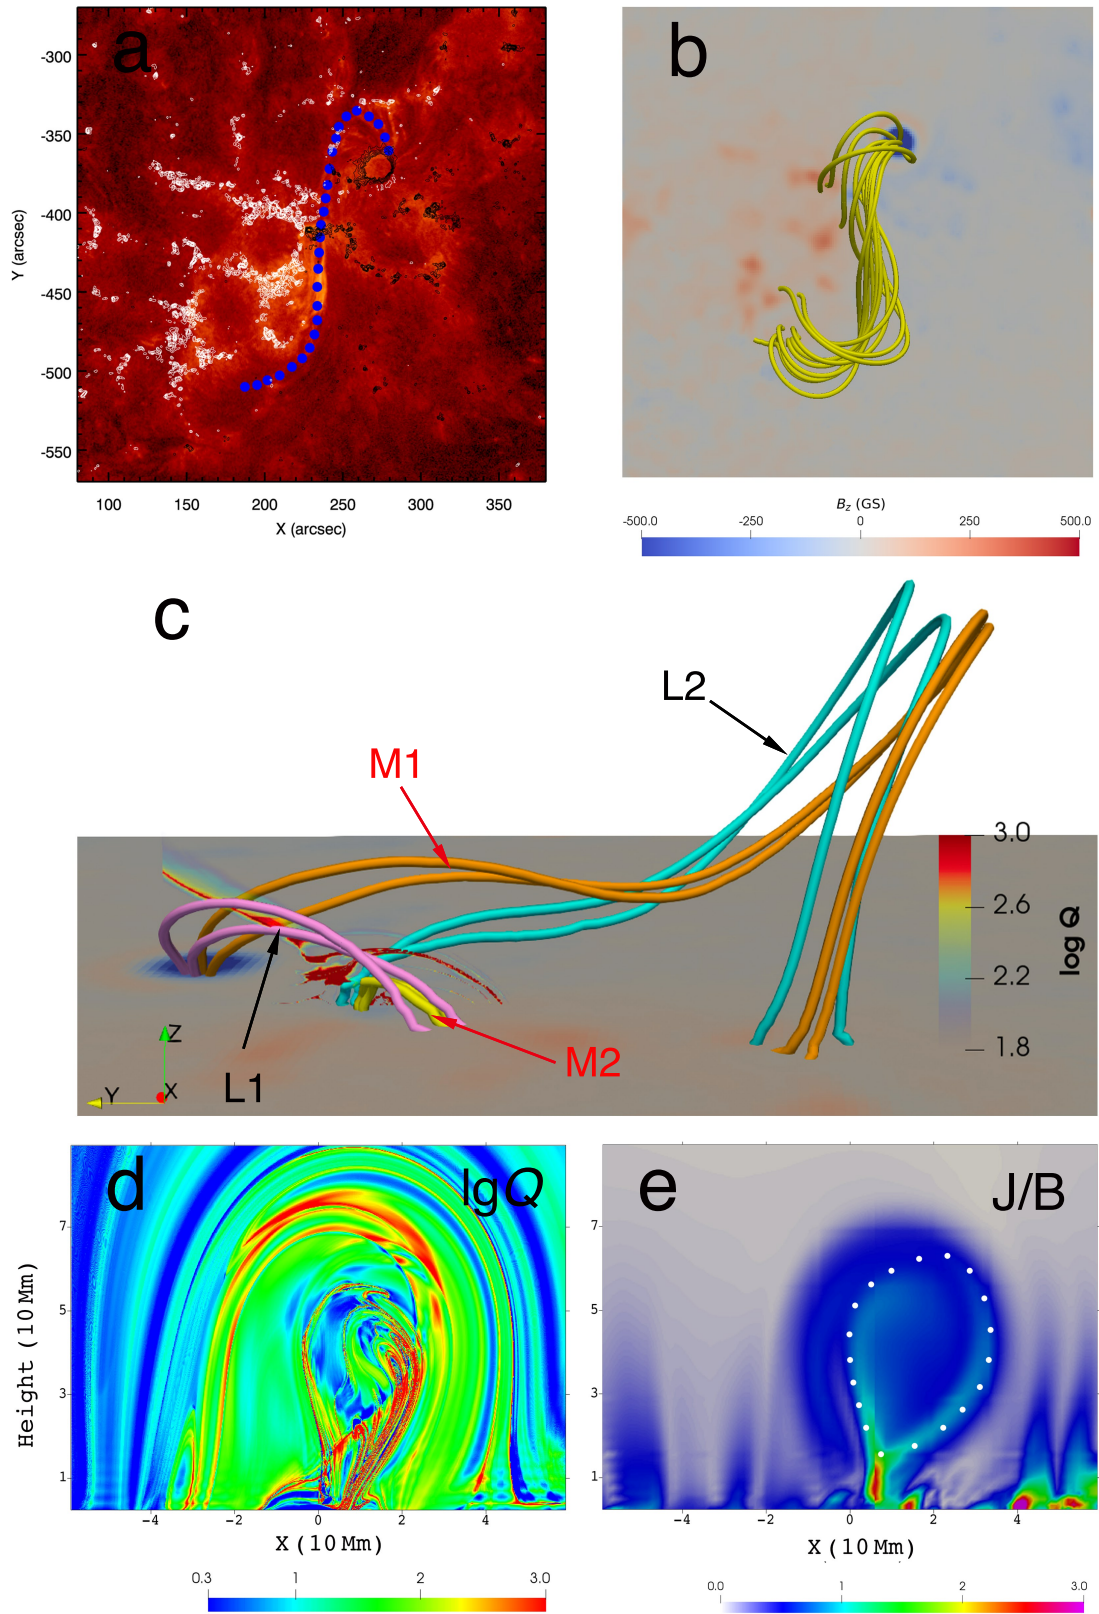 a
-300
-350
-400
-450
-500
-550
Y (arcsec)
100 150 200 250 300 350
X (arcsec)
b
B_z (GS)
-500.0 -250 0 250 500.0
c
L2
M1
3.0
2.6
2.2
1.8
log Q
Z
Y X
L1
M2
d lgQ
7
5
3
1
Height (10 Mm)
-4 -2 0 2 4
X (10 Mm)
0.3 1 2 3.0
e J/B
7
5
3
1
-4 -2 0 2 4
X (10 Mm)
0.0 1 2 3.0